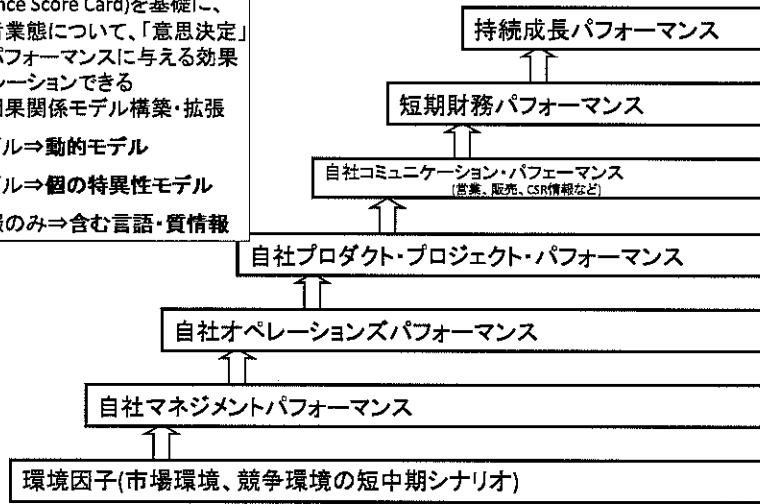 nce Score Card)を基礎に、
業態について、「意思決定」
パフォーマンスに与える効果
レーションできる
果関係モデル構築・拡張
ル⇒動的モデル
ル⇒個の特異性モデル
のみ⇒含む言語・質情報
持続成長パフォーマンス
短期財務パフォーマンス
自社コミュニケーション・パフェーマンス
(営業、販売、CSR情報など)
自社プロダクト・プロジェクト・パフォーマンス
自社オペレーションズパフォーマンス
自社マネジメントパフォーマンス
環境因子(市場環境、競争環境の短中期シナリオ)